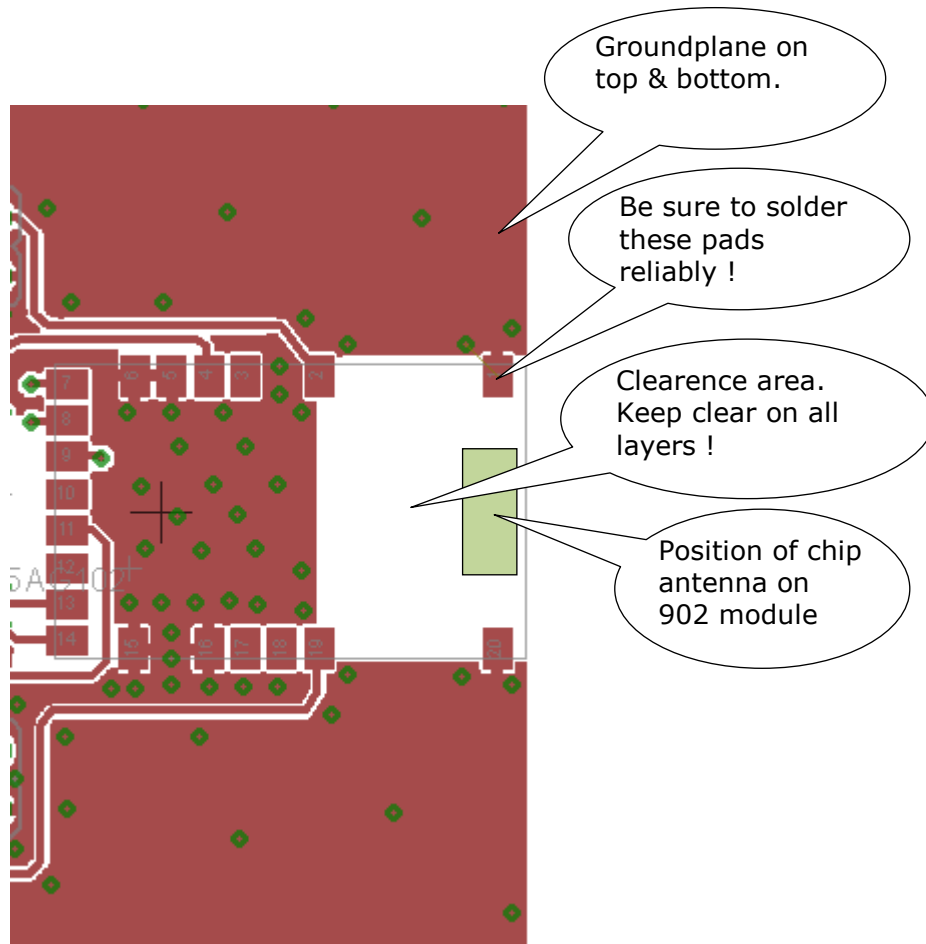 Groundplane on
top & bottom.
Be sure to solder
these pads
reliably !
Clearence area.
Keep clear on all
layers !
Position of chip
antenna on
902 module
6
5
4
3
2
1
7
8
9
10
11
12
13
14
5AG-102
15
16
17
18
19
20